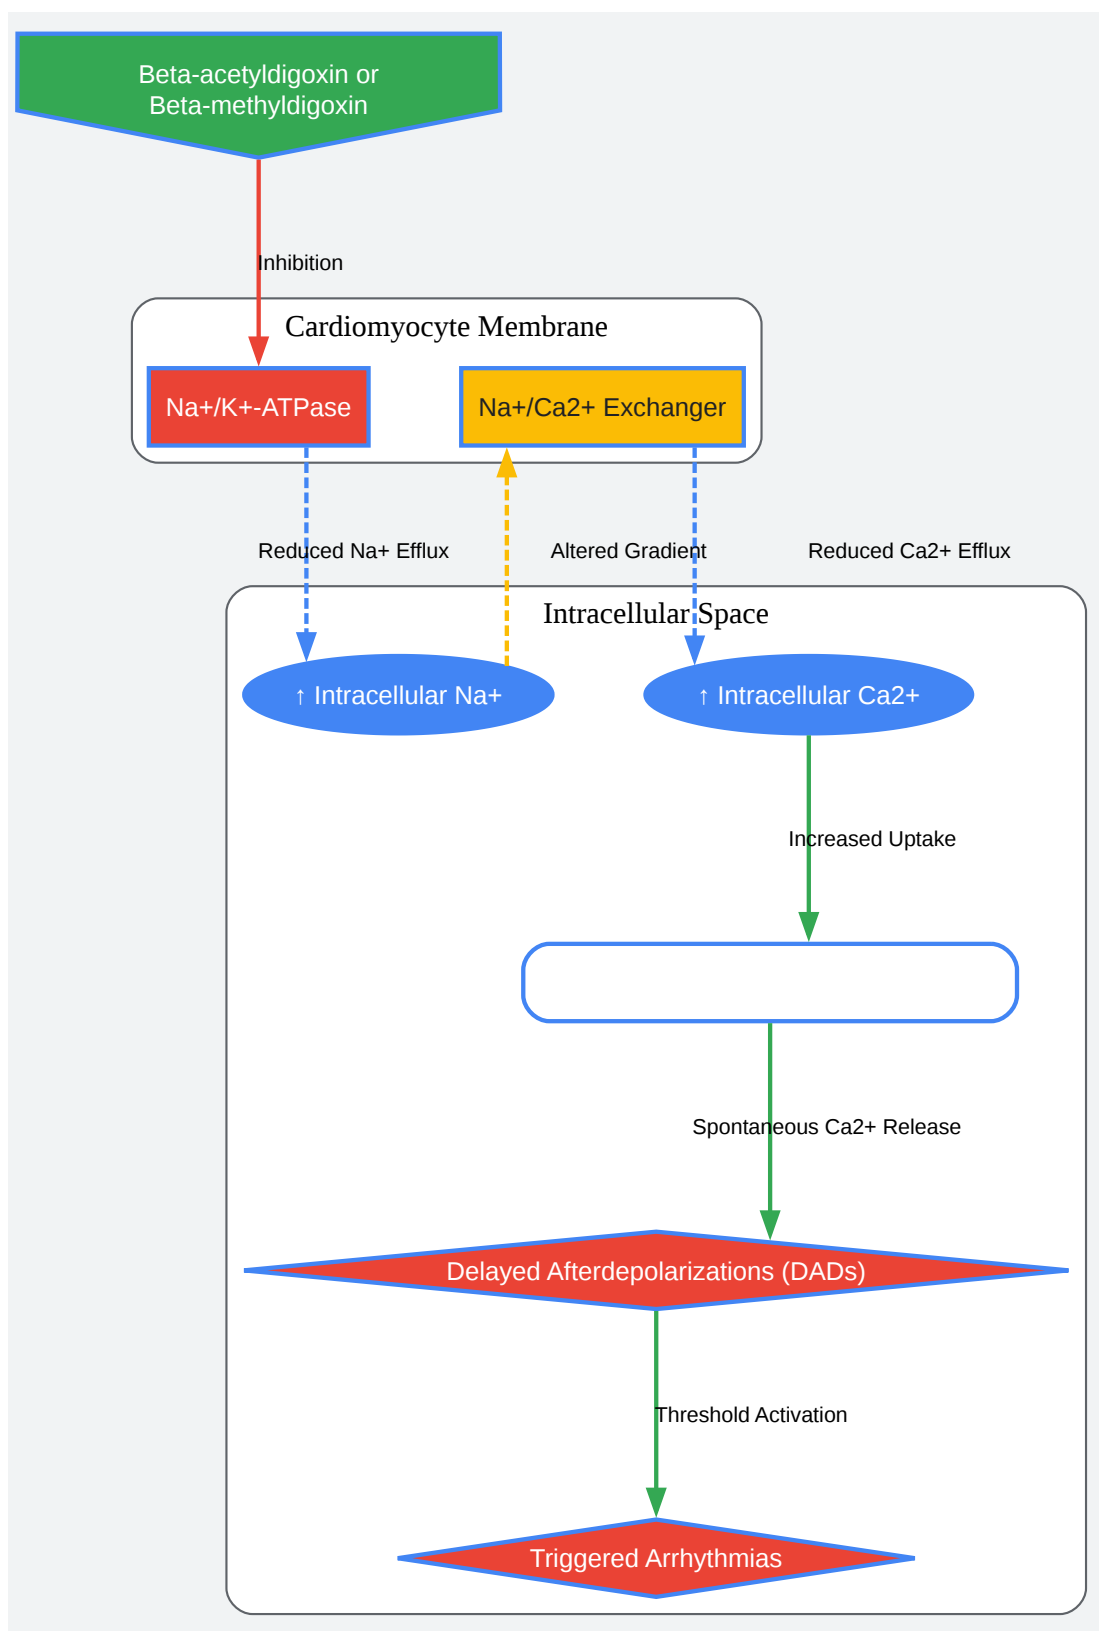 Beta-acetyldigoxin or
Beta-methyldigoxin
Inhibition
Cardiomyocyte Membrane
Na+/K+-ATPase
Na+/Ca2+ Exchanger
Reduced Na+ Efflux
Altered Gradient
Reduced Ca2+ Efflux
Intracellular Space
↑ Intracellular Na+
↑ Intracellular Ca2+
Increased Uptake
Spontaneous Ca2+ Release
Delayed Afterdepolarizations (DADs)
Threshold Activation
Triggered Arrhythmias